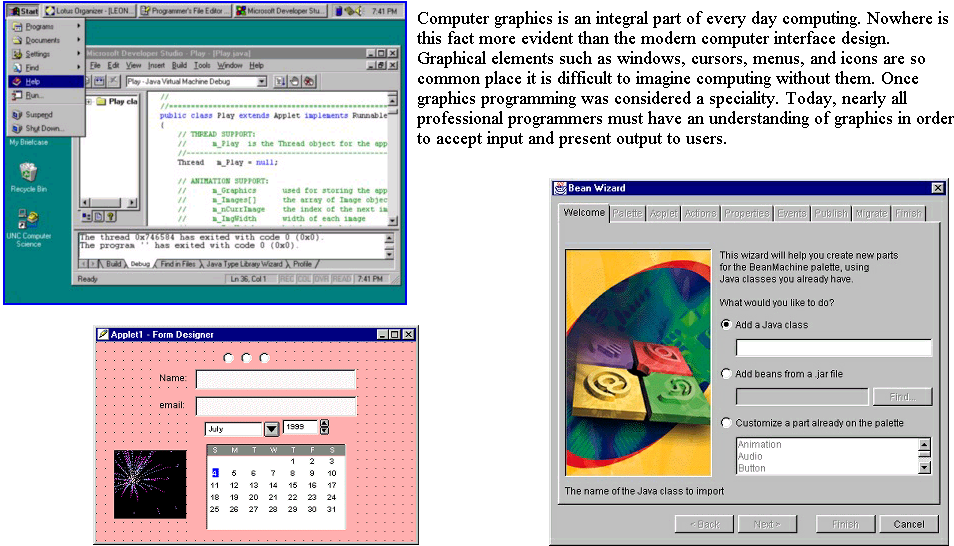 Start Lotus Organizer - [LEON... Programmer's File Editor ... Microsoft Developer Stu... 7:41 PM
Programs
Documents
Settings
Find
Help
Run...
Suspend
Shut Down...
My Briefcase
Recycle Bin
UNC Computer
Science
Microsoft Developer Studio - Play - [Play.java]
File Edit View Insert Build Tools Window Help
Play - Java Virtual Machine Debug
Play cla
//
//=====================================
public class Play extends Applet implements Runnable
{
// THREAD SUPPORT:
// m_Play is the Thread object for the app
//-------------------------------------
Thread m_Play = null;
// ANIMATION SUPPORT:
// m_Graphics used for storing the app
// m_Images[] the array of Image objec
// m_nCurrImage the index of the next im
// m_ImgWidth width of each image
The thread 0x746584 has exited with code 0 (0x0).
The program '' has exited with code 0 (0x0).
Build Debug Find in Files Java Type Library Wizard Profile
Ready Ln 36, Col 1 REC COL OVR READ 7:41 PM
Computer graphics is an integral part of every day computing. Nowhere is
this fact more evident than the modern computer interface design.
Graphical elements such as windows, cursors, menus, and icons are so
common place it is difficult to imagine computing without them. Once
graphics programming was considered a speciality. Today, nearly all
professional programmers must have an understanding of graphics in order
to accept input and present output to users.
Applet1 - Form Designer
Name:
email:
July 1999
S M T W T F S
1 2 3
4 5 6 7 8 9 10
11 12 13 14 15 16 17
18 19 20 21 22 23 24
25 26 27 28 29 30 31
Bean Wizard
Welcome Palette Applet Actions Properties Events Publish Migrate Finish
This wizard will help you create new parts
for the BeanMachine palette, using
Java classes you already have.
What would you like to do?
Add a Java class
Add beans from a .jar file
Find...
Customize a part already on the palette
Animation
Audio
Button
The name of the Java class to import
< Back Next > Finish Cancel